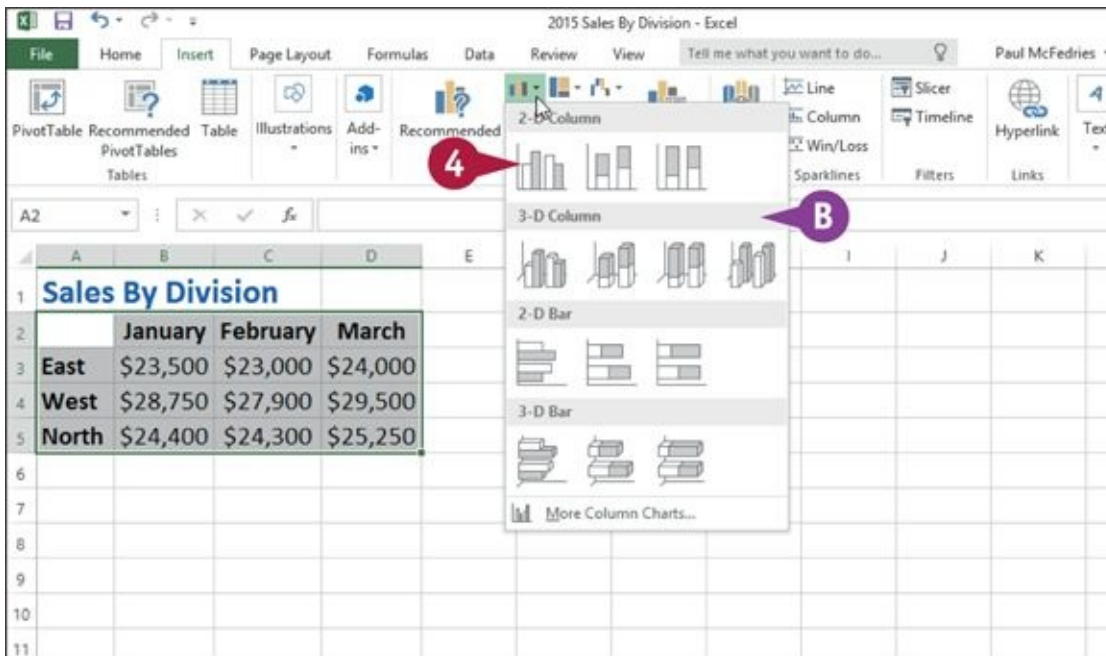 2015 Sales By Division - Excel
File Home Insert Page Layout Formulas Data Review View Tell me what you want to do... Paul McFedries
PivotTable Recommended PivotTables Table Illustrations Add-ins Recommended Line Column Win/Loss Slicer Timeline Hyperlink
Tables Sparklines Filters Links
2-D Column
4
A2 fx
3-D Column
B
A B C D E I J K
1 Sales By Division
2 January February March
3 East $23,500 $23,000 $24,000
4 West $28,750 $27,900 $29,500
5 North $24,400 $24,300 $25,250
6
7
8
9
10
11
2-D Bar
3-D Bar
More Column Charts...